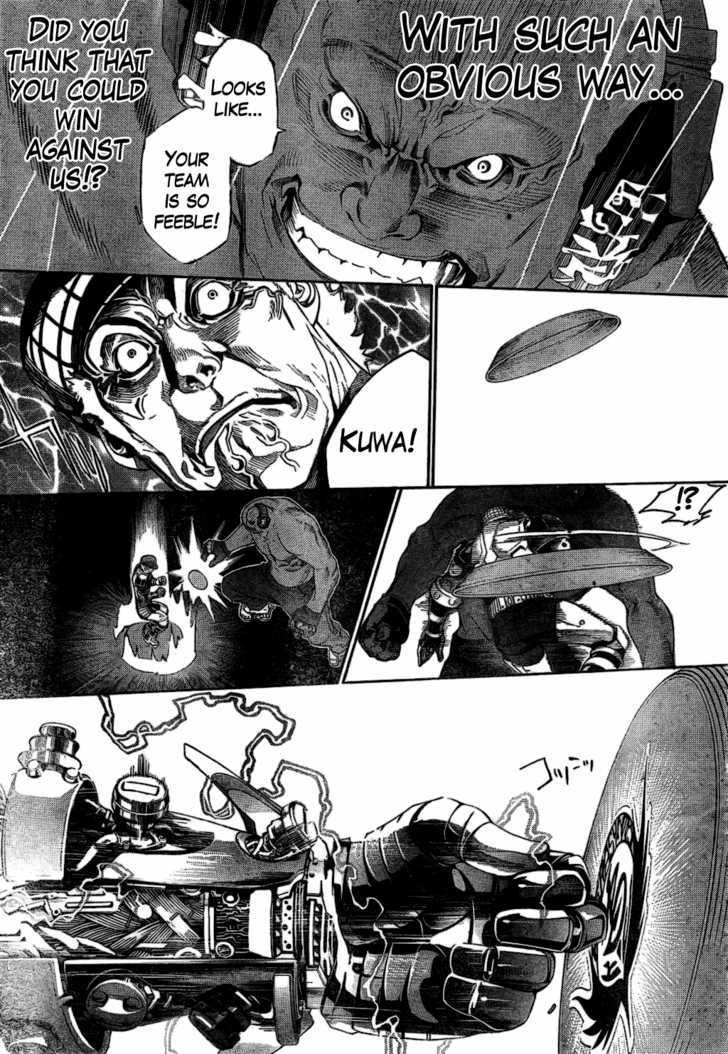 WITH SUCH AN
OBVIOUS WAY...
DID YOU
THINK THAT
YOU COULD
WIN
AGAINST
US!?
LOOKS
LIKE...
YOUR
TEAM
IS SO
FEEBLE!
KUWA!
!?